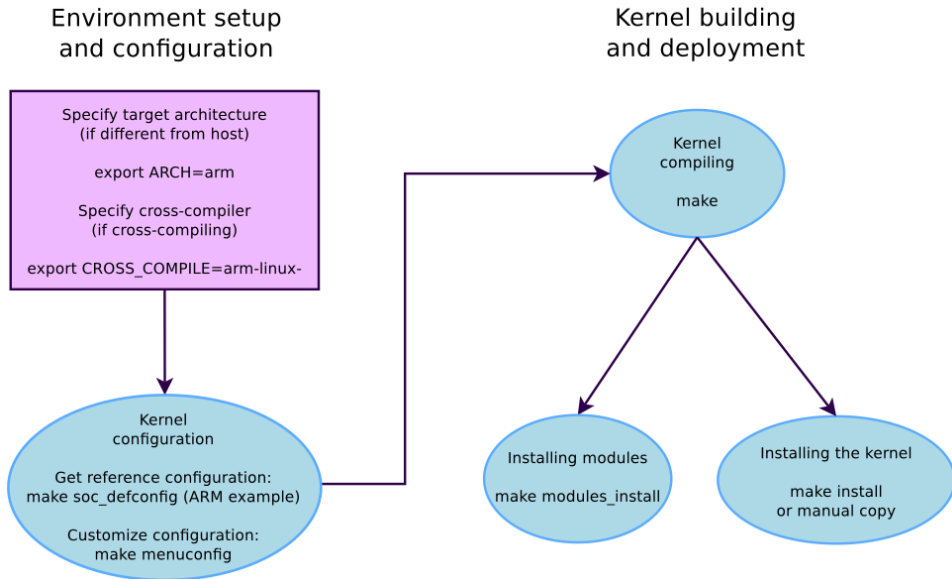 Environment setup
and configuration
Specify target architecture
(if different from host)
export ARCH=arm
Specify cross-compiler
(if cross-compiling)
export CROSS_COMPILE=arm-linux-
Kernel
configuration
Get reference configuration:
make soc_defconfig (ARM example)
Customize configuration:
make menuconfig
Kernel building
and deployment
Kernel
compiling
make
Installing modules
make modules_install
Installing the kernel
make install
or manual copy